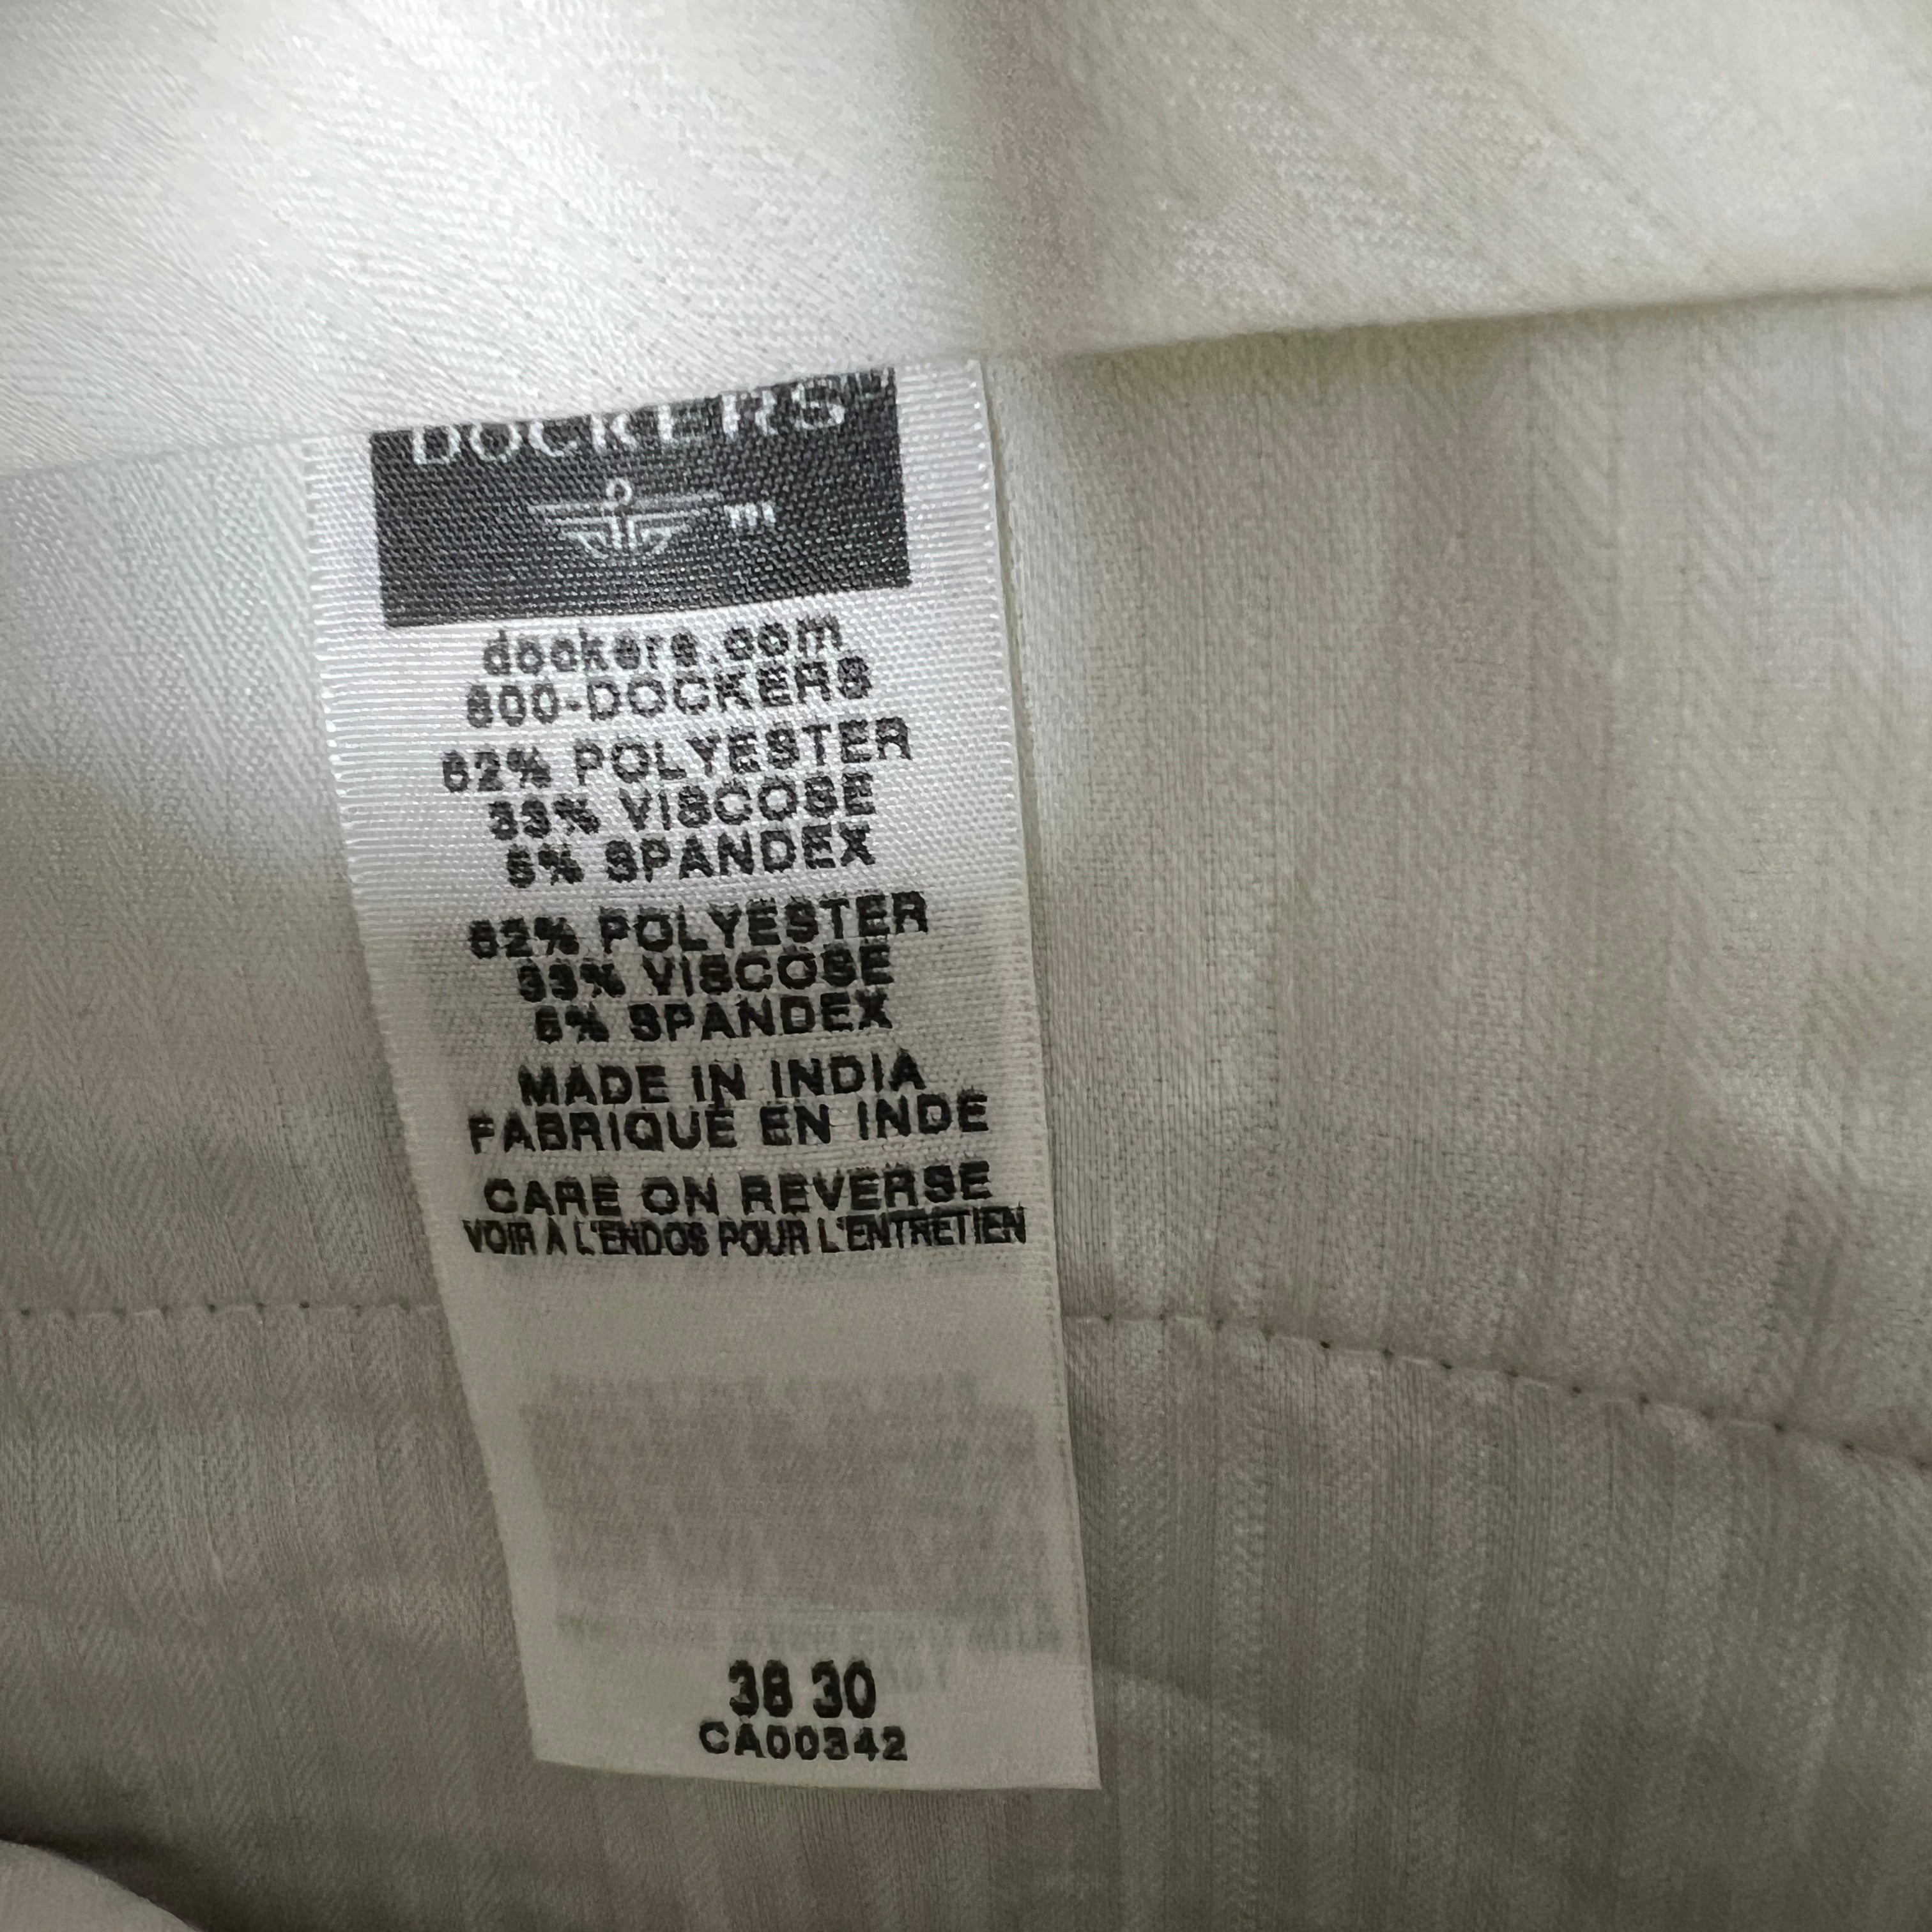 DOCKERS
™
dockers.com
800-DOCKERS
62% POLYESTER
33% VISCOSE
5% SPANDEX
62% POLYESTER
33% VISCOSE
5% SPANDEX
MADE IN INDIA
FABRIQUÉ EN INDE
CARE ON REVERSE
VOIR A L'ENDOS POUR L'ENTRETIEN
38 30
CA00342